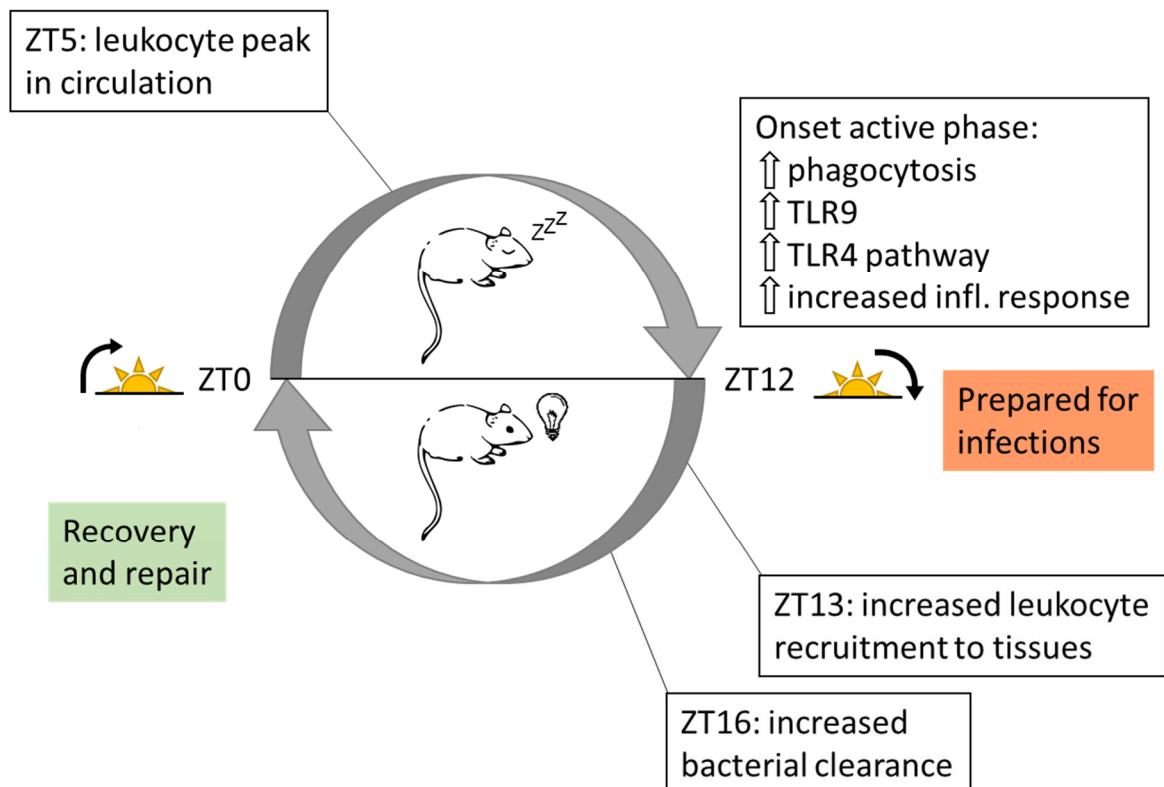 ZT5: leukocyte peak
in circulation
Onset active phase:
⇧ phagocytosis
⇧ TLR9
⇧ TLR4 pathway
⇧ increased infl. response
zzz
ZT0
ZT12
Prepared for
infections
Recovery
and repair
ZT13: increased leukocyte
recruitment to tissues
ZT16: increased
bacterial clearance